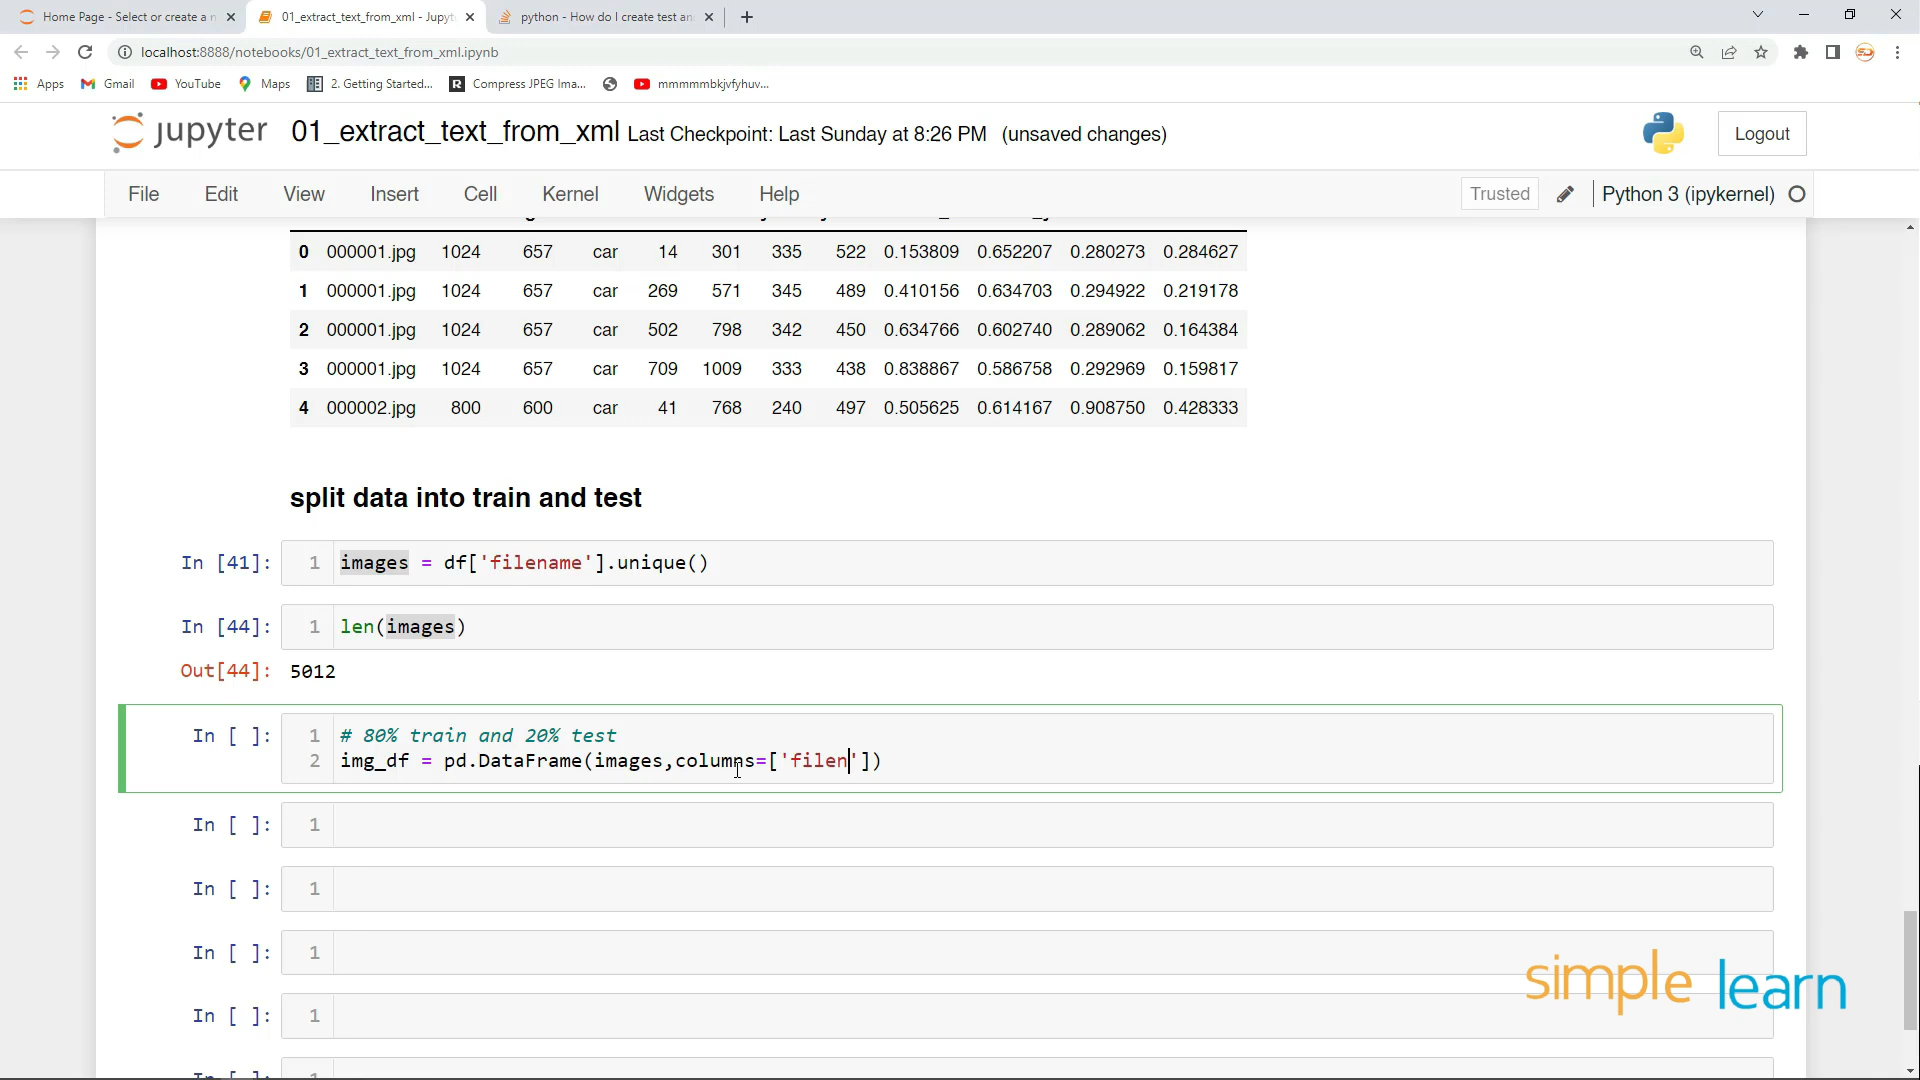 Home Page - Select or create a n
01_extract_text_from_xml - Jupyt
python - How do I create test an
localhost:8888/notebooks/01_extract_text_from_xml.ipynb
Apps
Gmail
YouTube
Maps
2. Getting Started...
Compress JPEG Ima...
mmmmmbkjvfyhuv...
jupyter 01_extract_text_from_xml Last Checkpoint: Last Sunday at 8:26 PM (unsaved changes)
Logout
File Edit View Insert Cell Kernel Widgets Help
Trusted
Python 3 (ipykernel)
0 000001.jpg 1024 657 car 14 301 335 522 0.153809 0.652207 0.280273 0.284627
1 000001.jpg 1024 657 car 269 571 345 489 0.410156 0.634703 0.294922 0.219178
2 000001.jpg 1024 657 car 502 798 342 450 0.634766 0.602740 0.289062 0.164384
3 000001.jpg 1024 657 car 709 1009 333 438 0.838867 0.586758 0.292969 0.159817
4 000002.jpg 800 600 car 41 768 240 497 0.505625 0.614167 0.908750 0.428333
split data into train and test
In [41]: 1 images = df['filename'].unique()
In [44]: 1 len(images)
Out[44]: 5012
In [ ]: 1 # 80% train and 20% test
2 img_df = pd.DataFrame(images,columns=['filen'])
In [ ]: 1
In [ ]: 1
In [ ]: 1
In [ ]: 1
simplelearn